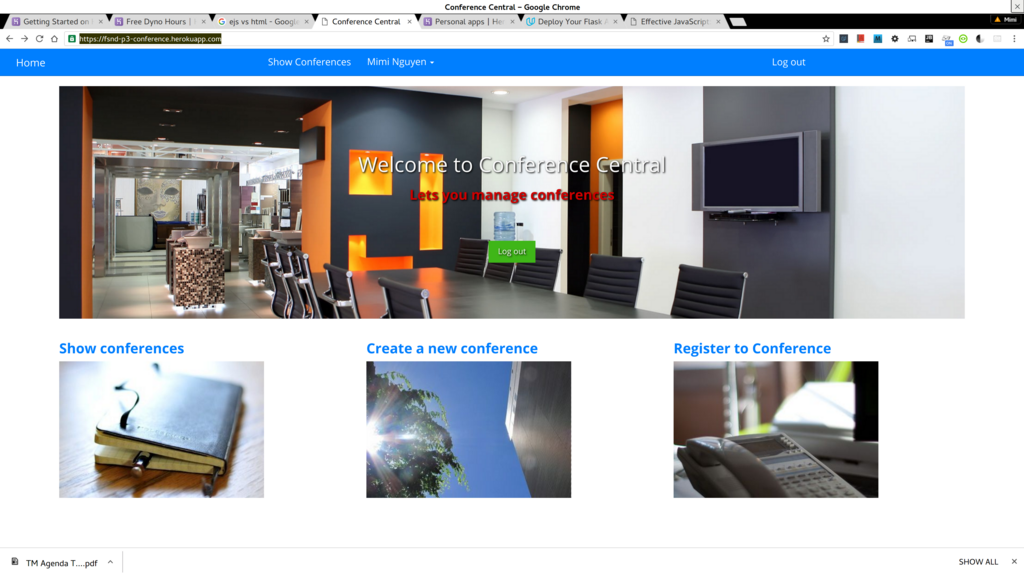 Conference Central – Google Chrome
Getting Started on
Free Dyno Hours |
ejs vs html - Google
Conference Central
Personal apps | He
Deploy Your Flask
Effective JavaScript
Mimi
https://fsnd-p3-conference.herokuapp.com
Home
Show Conferences
Mimi Nguyen
Log out
Welcome to Conference Central
Lets you manage conferences
Log out
Show conferences
Create a new conference
Register to Conference
TM Agenda T....pdf
SHOW ALL